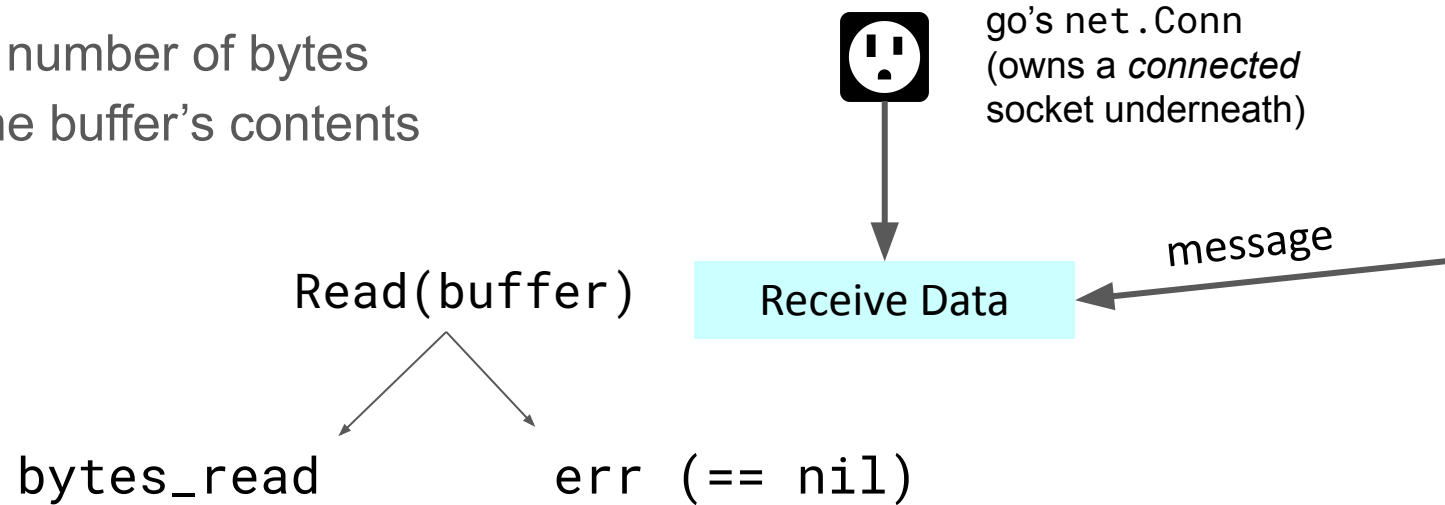 number of bytes
he buffer’s contents
go’s net.Conn
(owns a connected
socket underneath)
message
Read(buffer)
Receive Data
bytes_read
err (== nil)